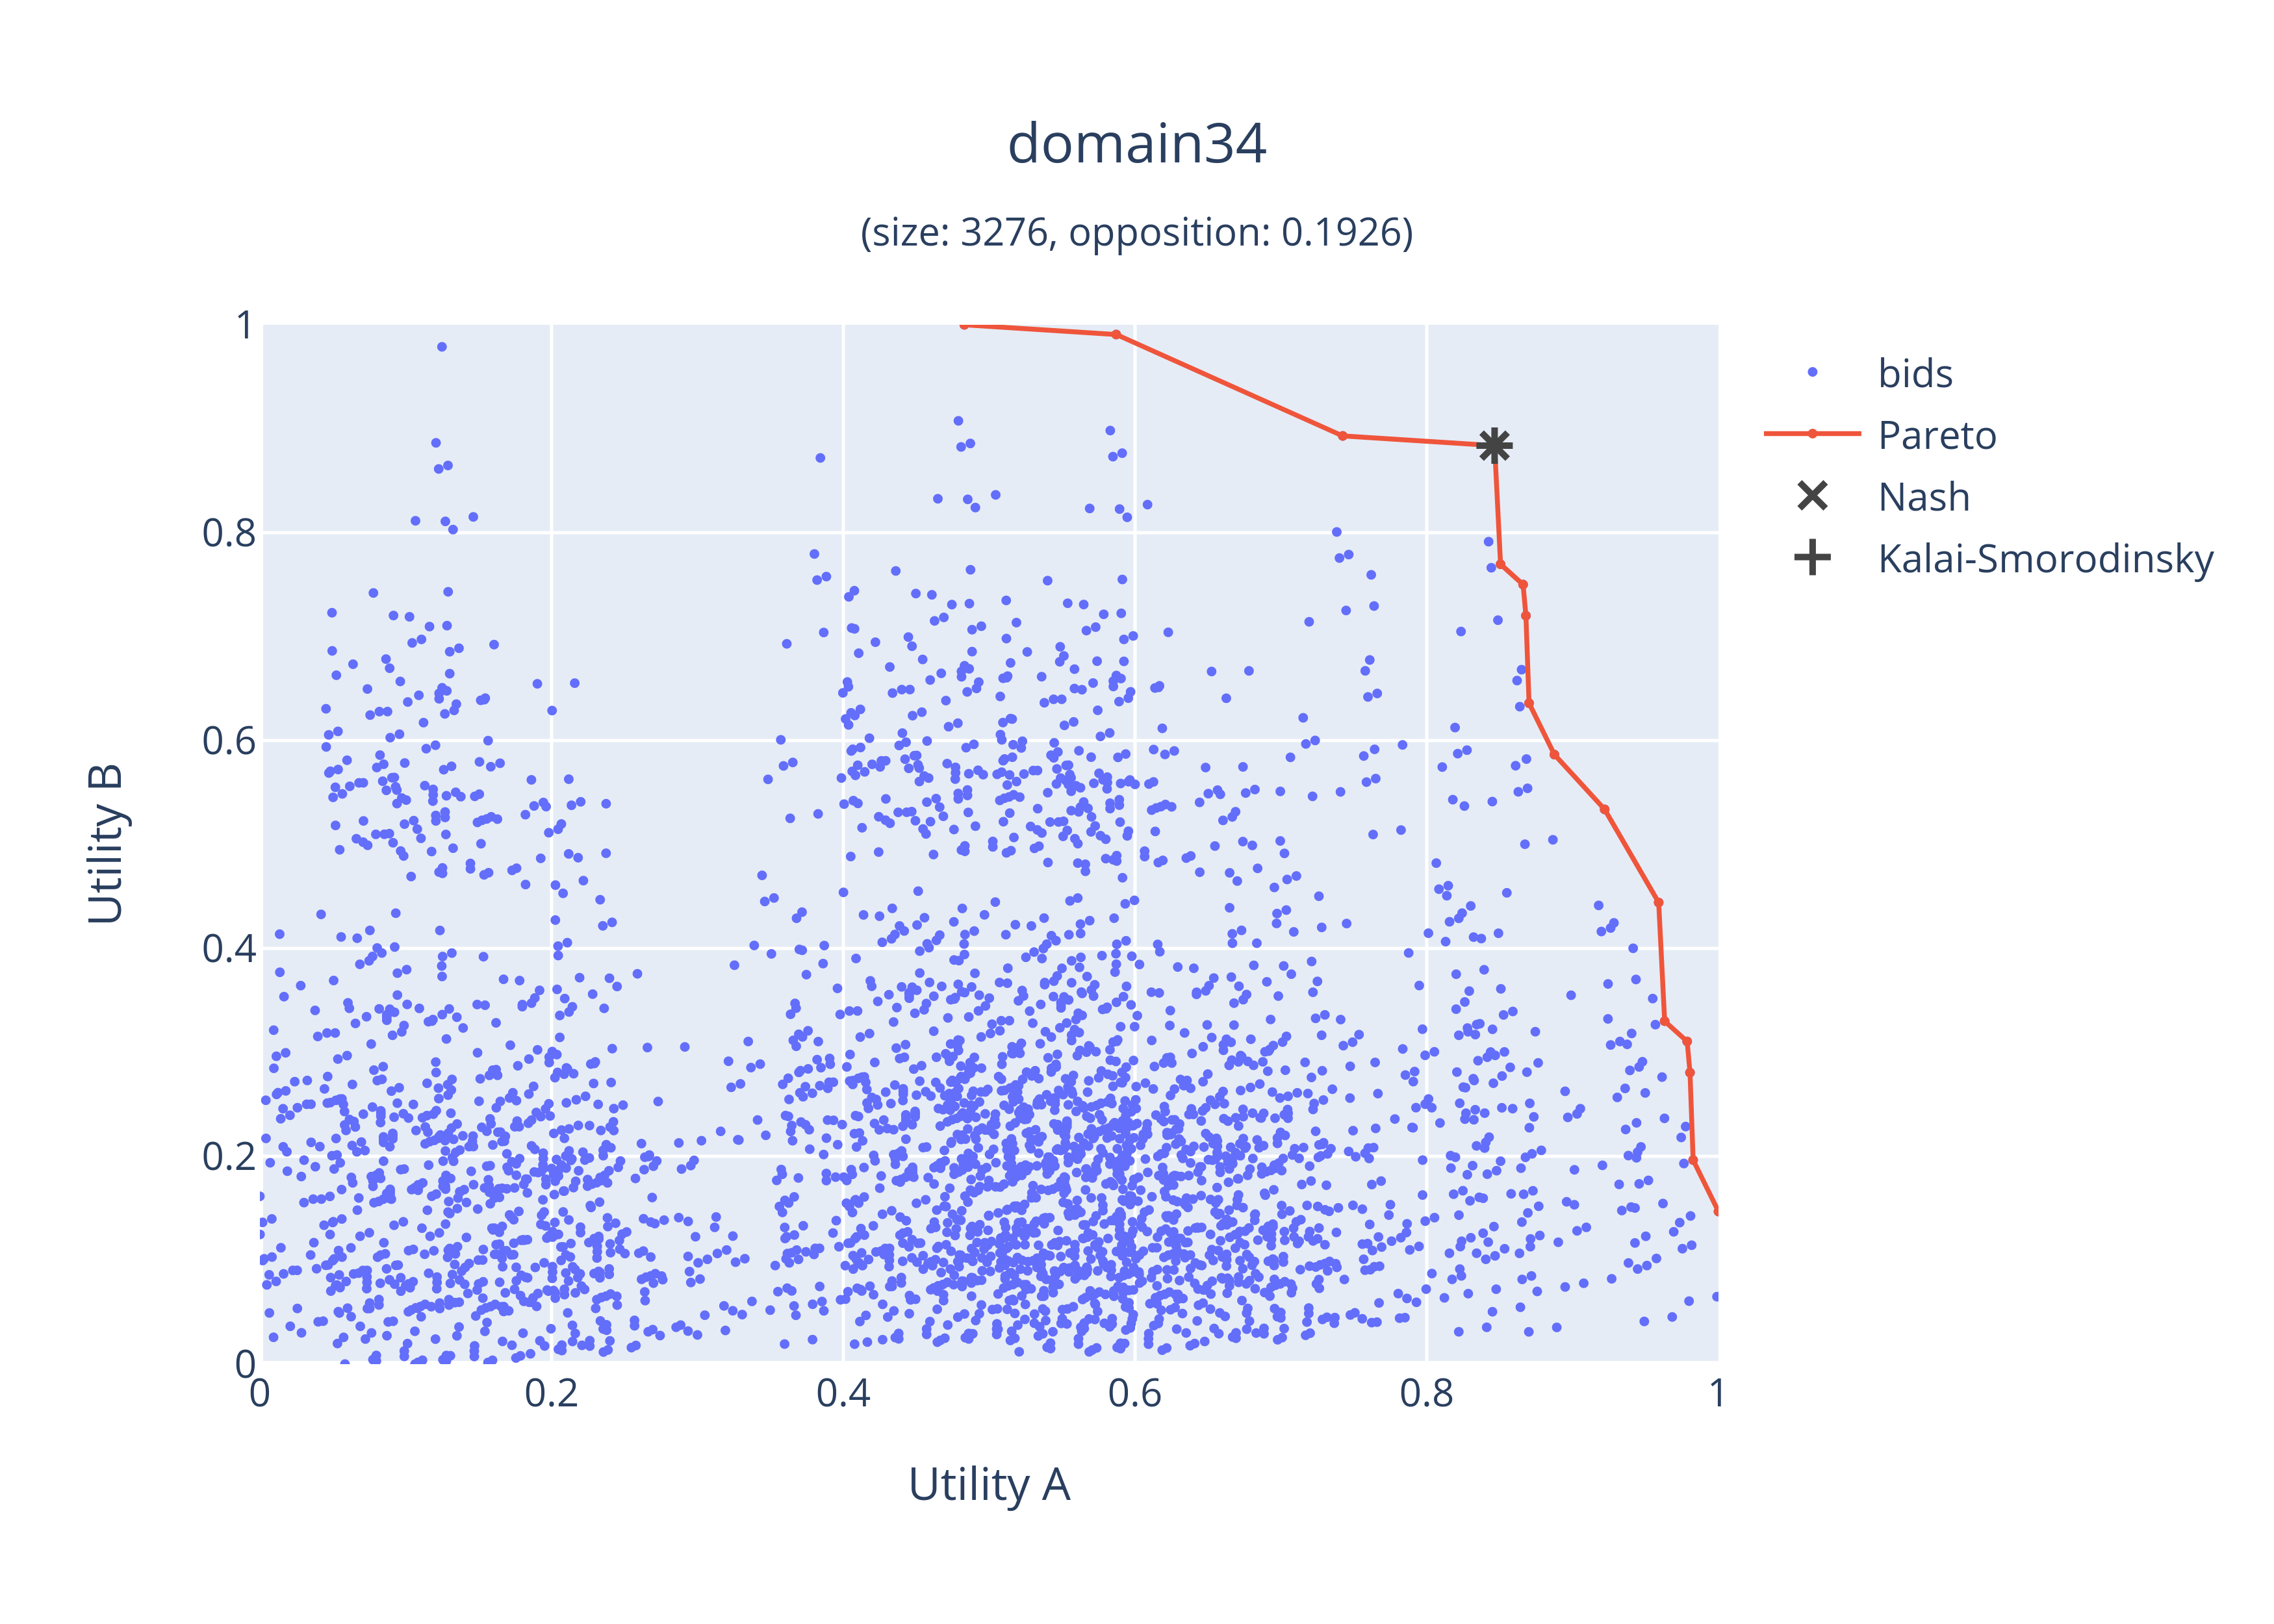 domain34
(size: 3276, opposition: 0.1926)
1
0.8
0.6
0.4
0.2
0
0
0.2
0.4
0.6
0.8
1
Utility A
Utility B
bids
Pareto
Nash
Kalai-Smorodinsky